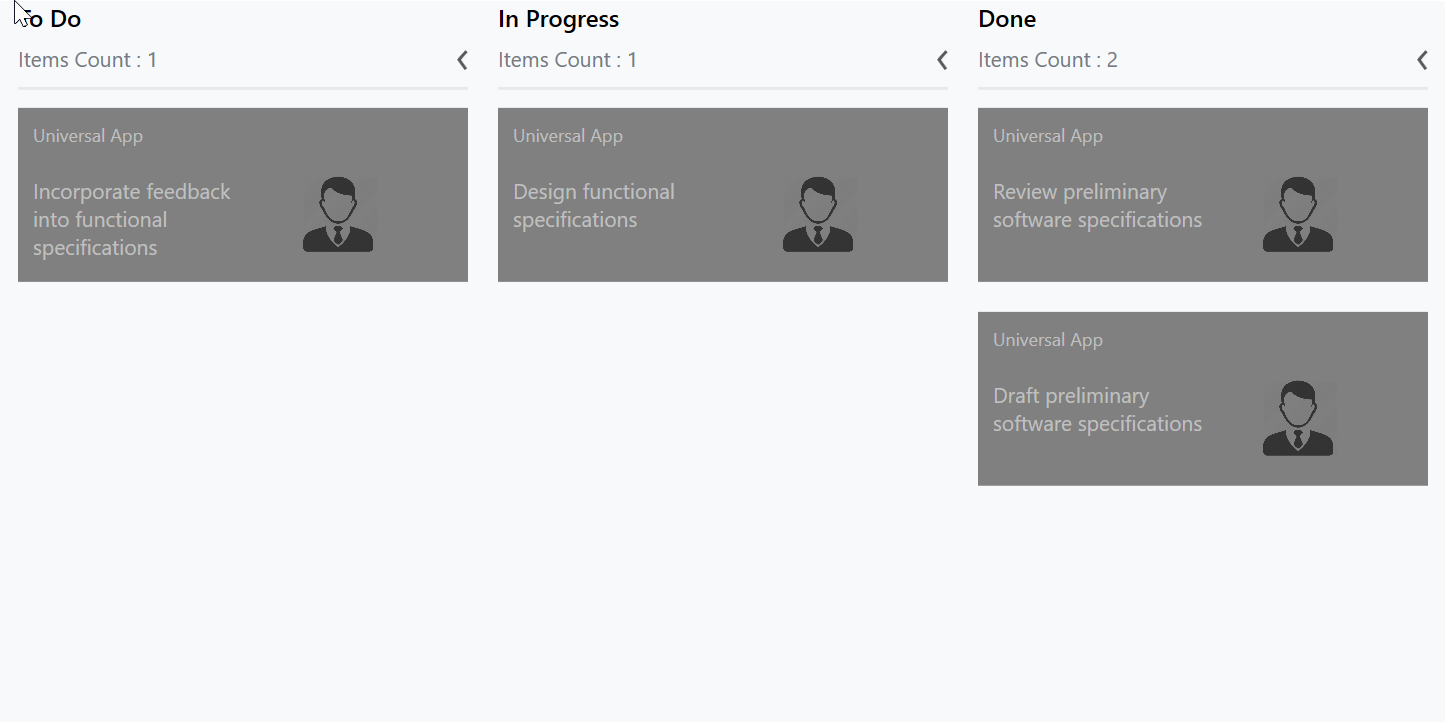 To Do
Items Count : 1
Universal App
Incorporate feedback
into functional
specifications
In Progress
Items Count : 1
Universal App
Design functional
specifications
Done
Items Count : 2
Universal App
Review preliminary
software specifications
Universal App
Draft preliminary
software specifications